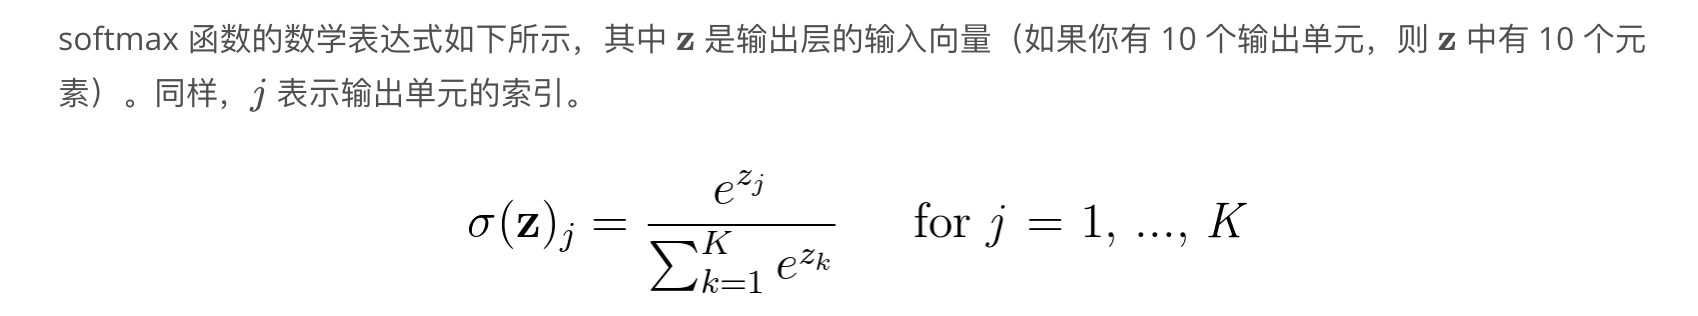 softmax 函数的数学表达式如下所示，其中 z 是输出层的输入向量（如果你有 10 个输出单元，则 z 中有 10 个元
素）。同样，j 表示输出单元的索引。
σ(z)_j = e^{z_j} / ∑_{k=1}^{K} e^{z_k} for j = 1, ..., K